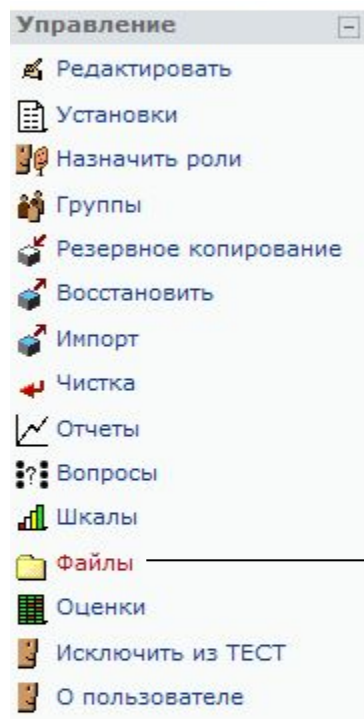 Управление
Редактировать
Установки
Назначить роли
Группы
Резервное копирование
Восстановить
Импорт
Чистка
Отчеты
Вопросы
Шкалы
Файлы
Оценки
Исключить из ТЕСТ
О пользователе